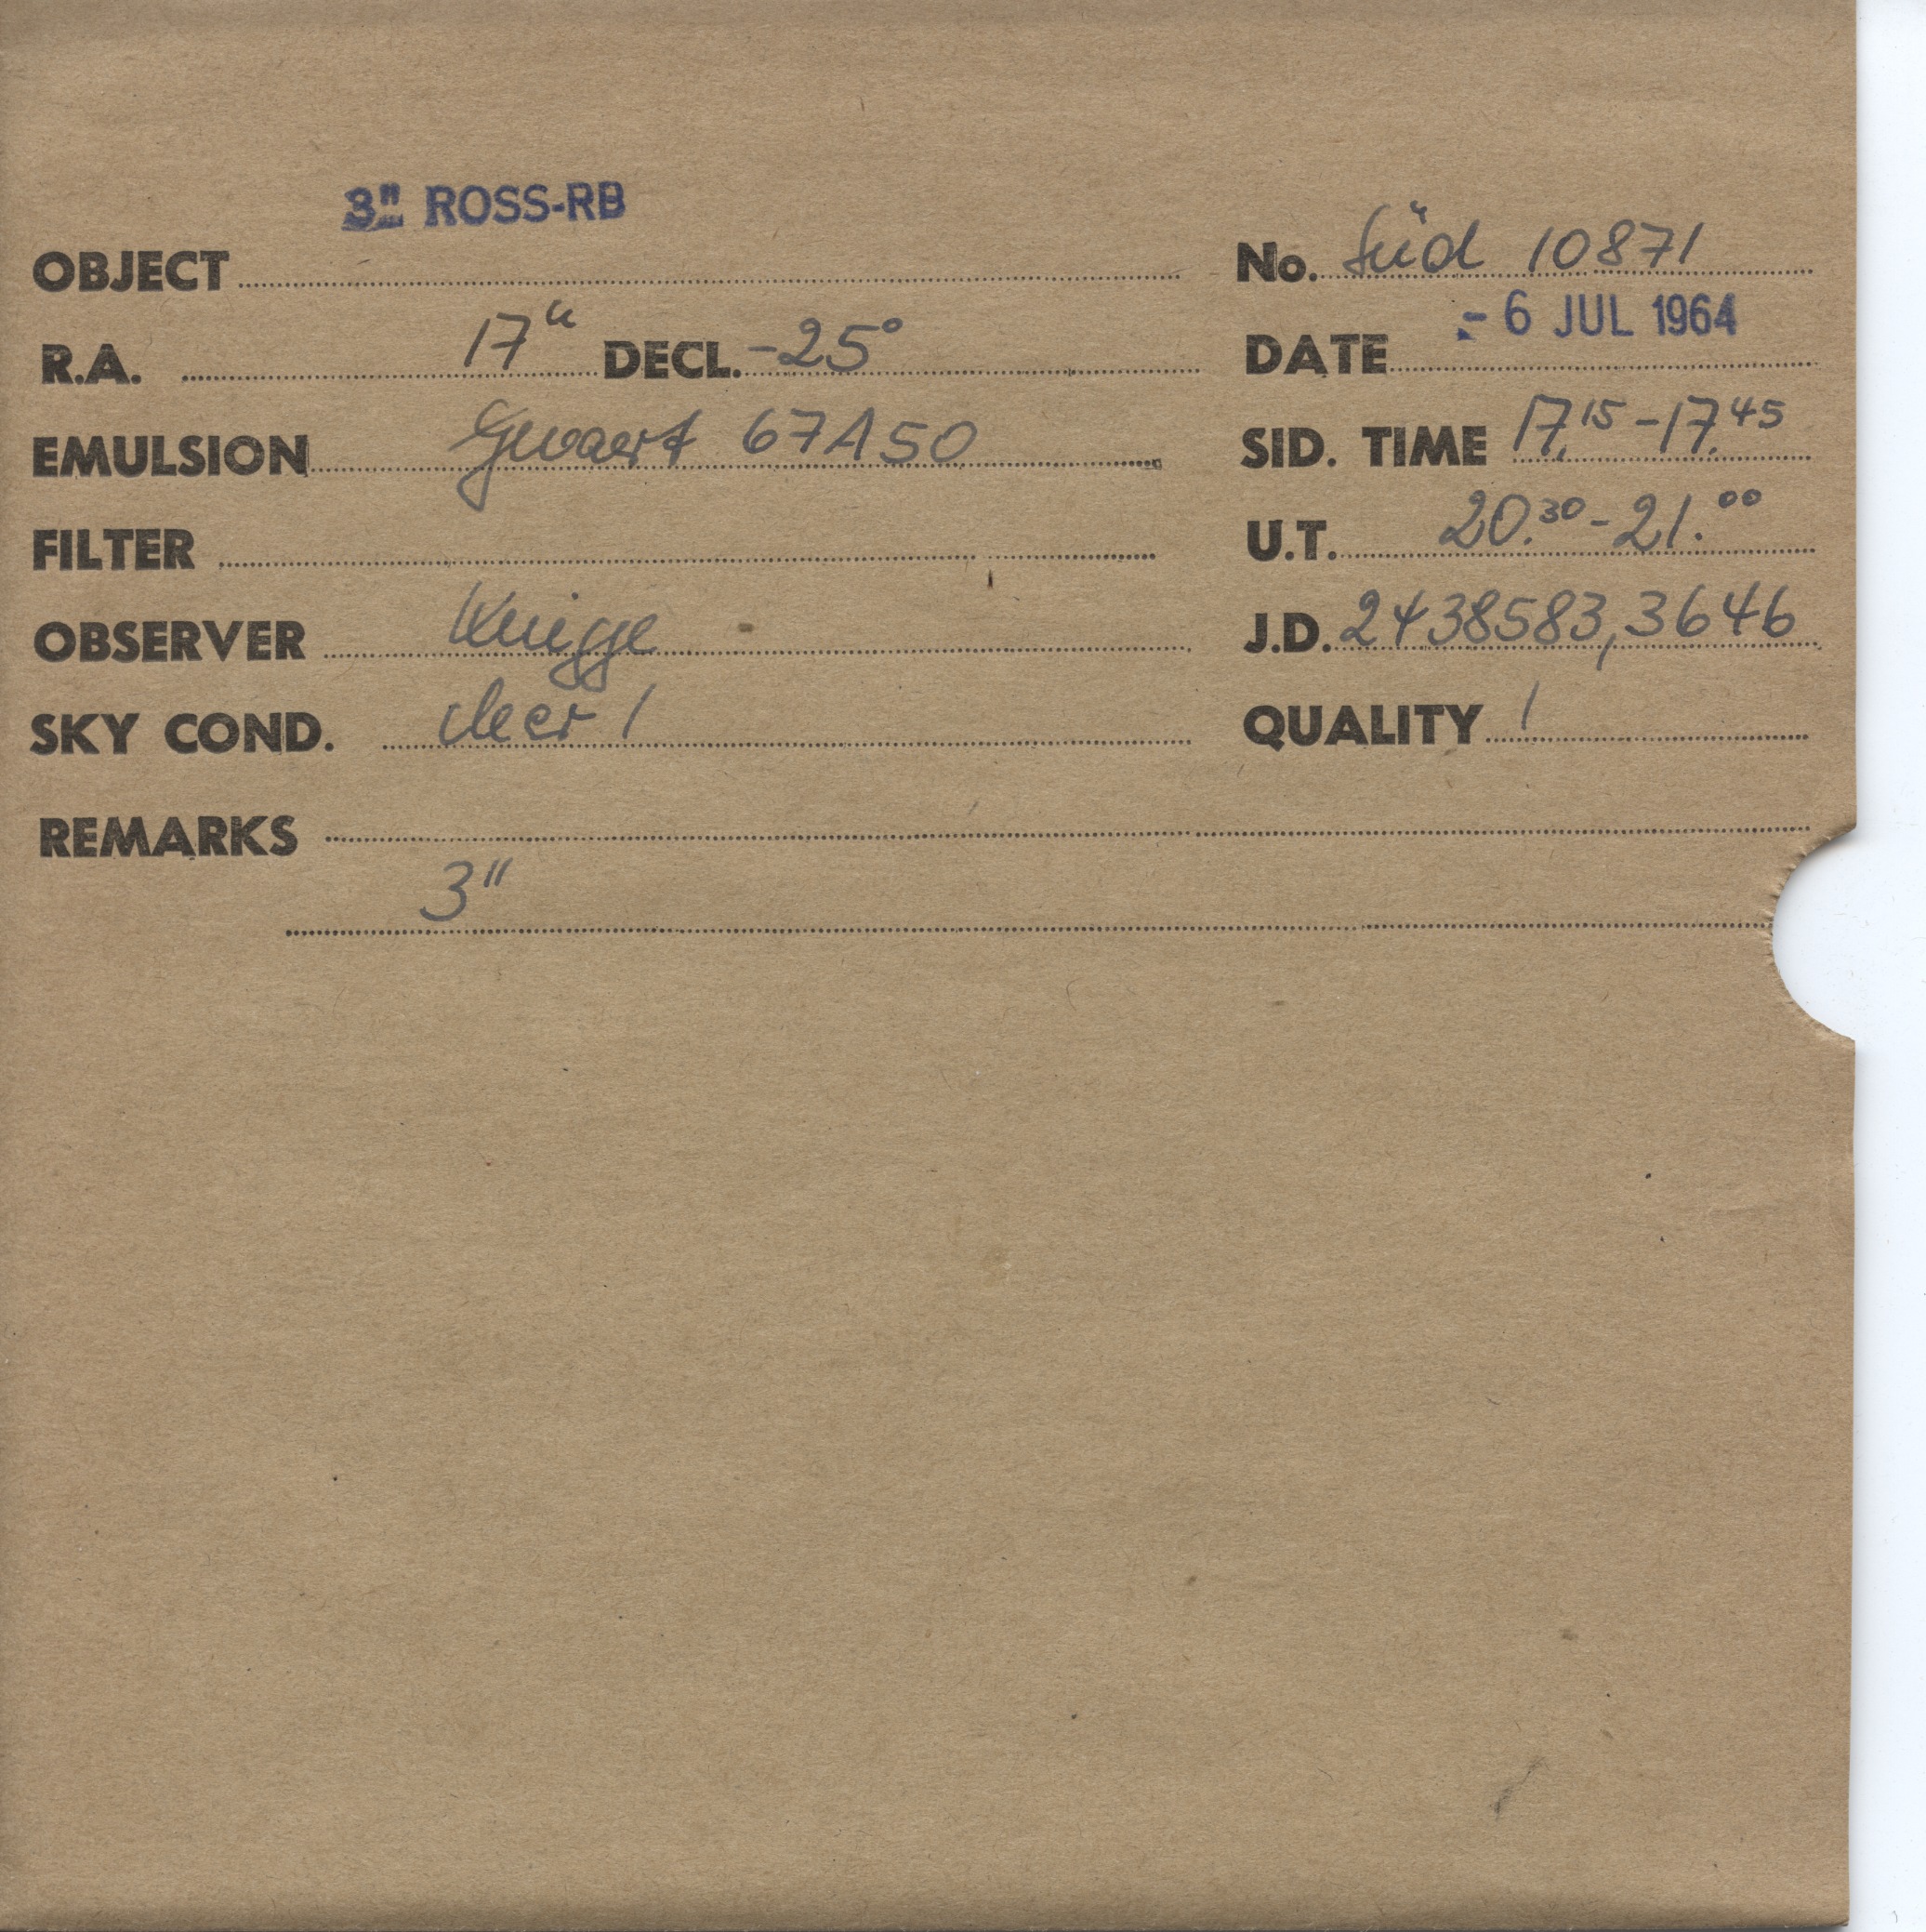 3" ROSS-RB
OBJECT No. Süd 10871
R.A. 17ʰ DECL. -25° DATE - 6 JUL 1964
EMULSION Gevaert 67A50 SID. TIME 17.15 - 17.45
FILTER U.T. 20.30 - 21.00
OBSERVER Knigge J.D. 2438583,3646
SKY COND. clear 1 QUALITY 1
REMARKS
3"